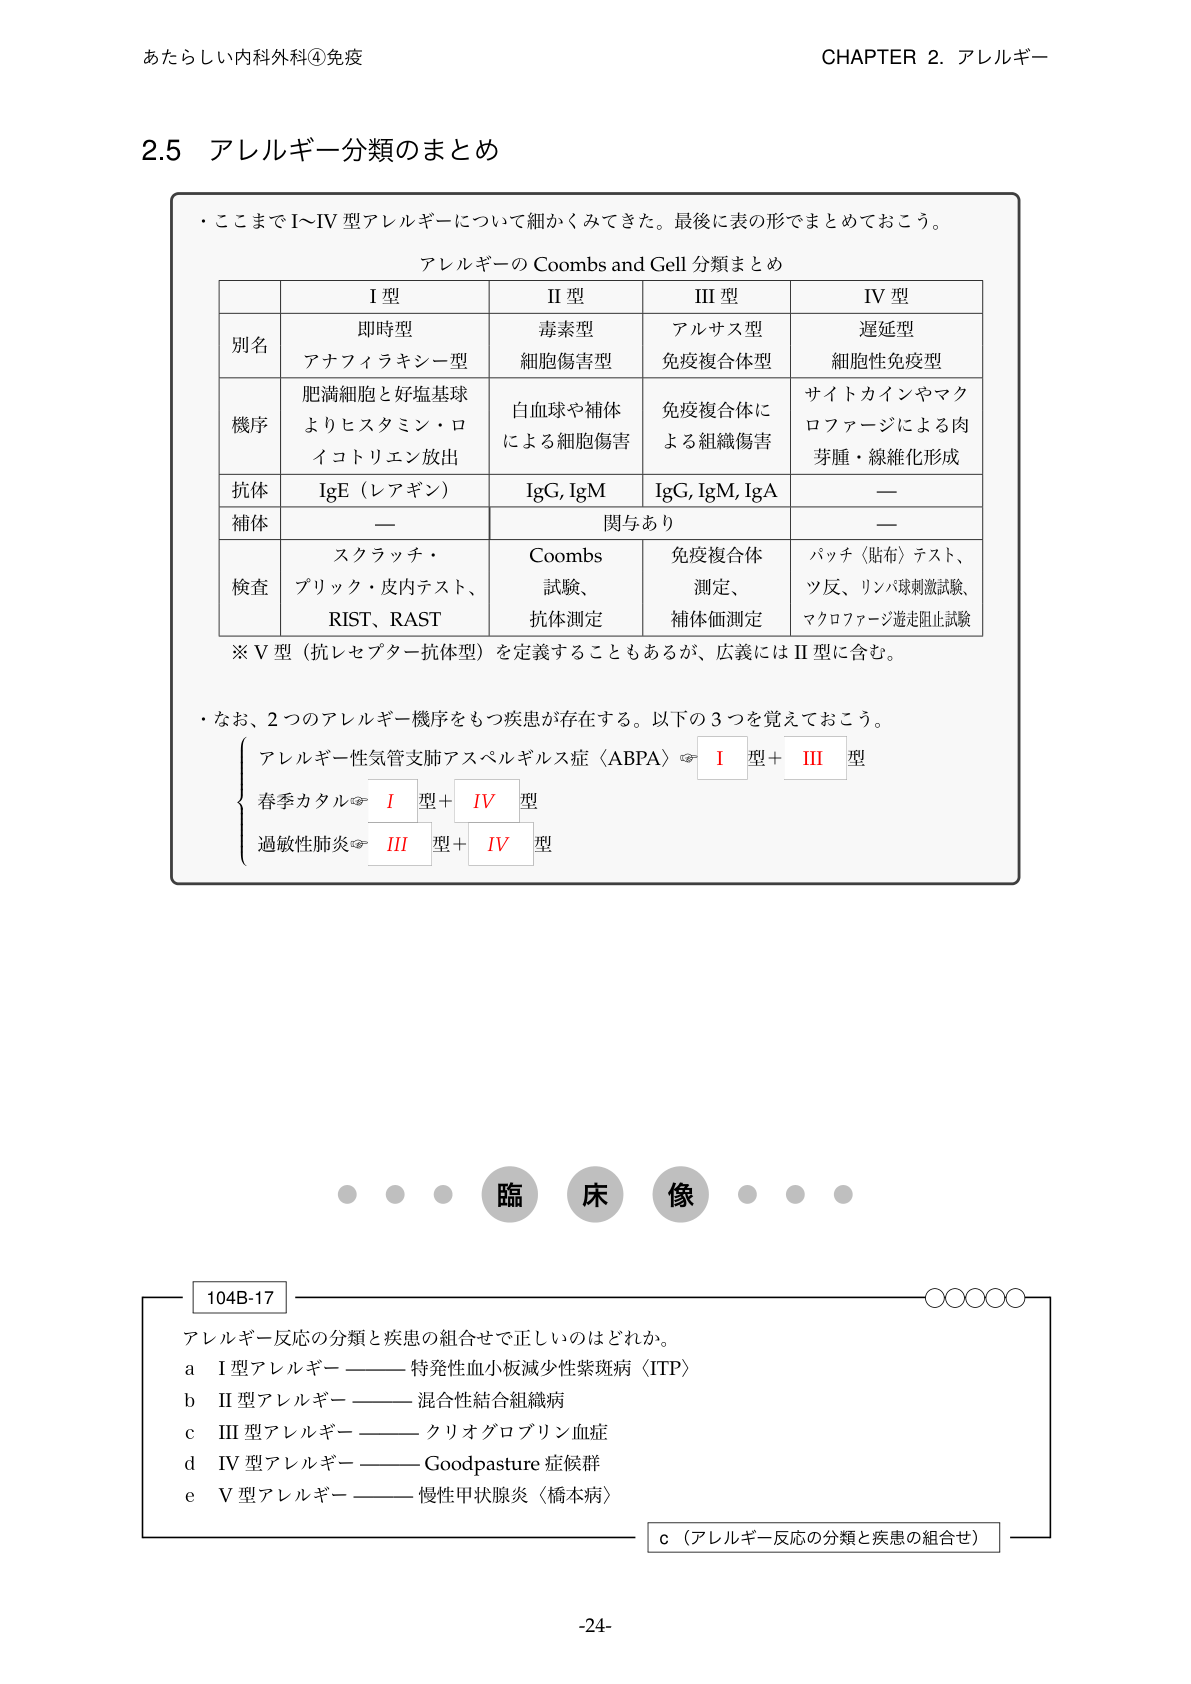 あたらしい内科外科④免疫
CHAPTER 2. アレルギー
2.5 アレルギー分類のまとめ
・ここまで I〜IV 型アレルギーについて細かくみてきた。最後に表の形でまとめておこう。
アレルギーの Coombs and Gell 分類まとめ
I 型 II 型 III 型 IV 型
別名 即時型 アナフィラキシー型 毒素型 細胞傷害型 アルサス型 免疫複合体型 遅延型 細胞性免疫型
機序 肥満細胞と好塩基球よりヒスタミン・ロイコトリエン放出 白血球や補体による細胞傷害 免疫複合体による組織傷害 サイトカインやマクロファージによる肉芽腫・線維化形成
抗体 IgE（レアギン） IgG, IgM IgG, IgM, IgA —
補体 — 関与あり —
検査 スクラッチ・プリック・皮内テスト、RIST、RAST Coombs 試験、抗体測定 免疫複合体測定、補体価測定 パッチ〈貼布〉テスト、ツ反、リンパ球刺激試験、マクロファージ遊走阻止試験
※ V 型（抗レセプター抗体型）を定義することもあるが、広義には II 型に含む。
・なお、2 つのアレルギー機序をもつ疾患が存在する。以下の 3 つを覚えておこう。
アレルギー性気管支肺アスペルギルス症〈ABPA〉☞ I 型＋ III 型
春季カタル☞ I 型＋ IV 型
過敏性肺炎☞ III 型＋ IV 型
臨 床 像
104B-17
アレルギー反応の分類と疾患の組合せで正しいのはどれか。
a I 型アレルギー ——— 特発性血小板減少性紫斑病〈ITP〉
b II 型アレルギー ——— 混合性結合組織病
c III 型アレルギー ——— クリオグロブリン血症
d IV 型アレルギー ——— Goodpasture 症候群
e V 型アレルギー ——— 慢性甲状腺炎〈橋本病〉
c （アレルギー反応の分類と疾患の組合せ）
-24-